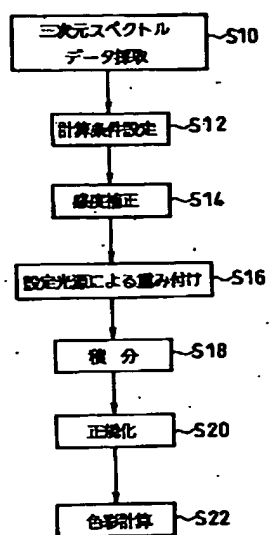 三次元スペクトル
データ採取
S10
計算条件設定
S12
感度補正
S14
設定光源による重み付け
S16
積 分
S18
正規化
S20
色彩計算
S22